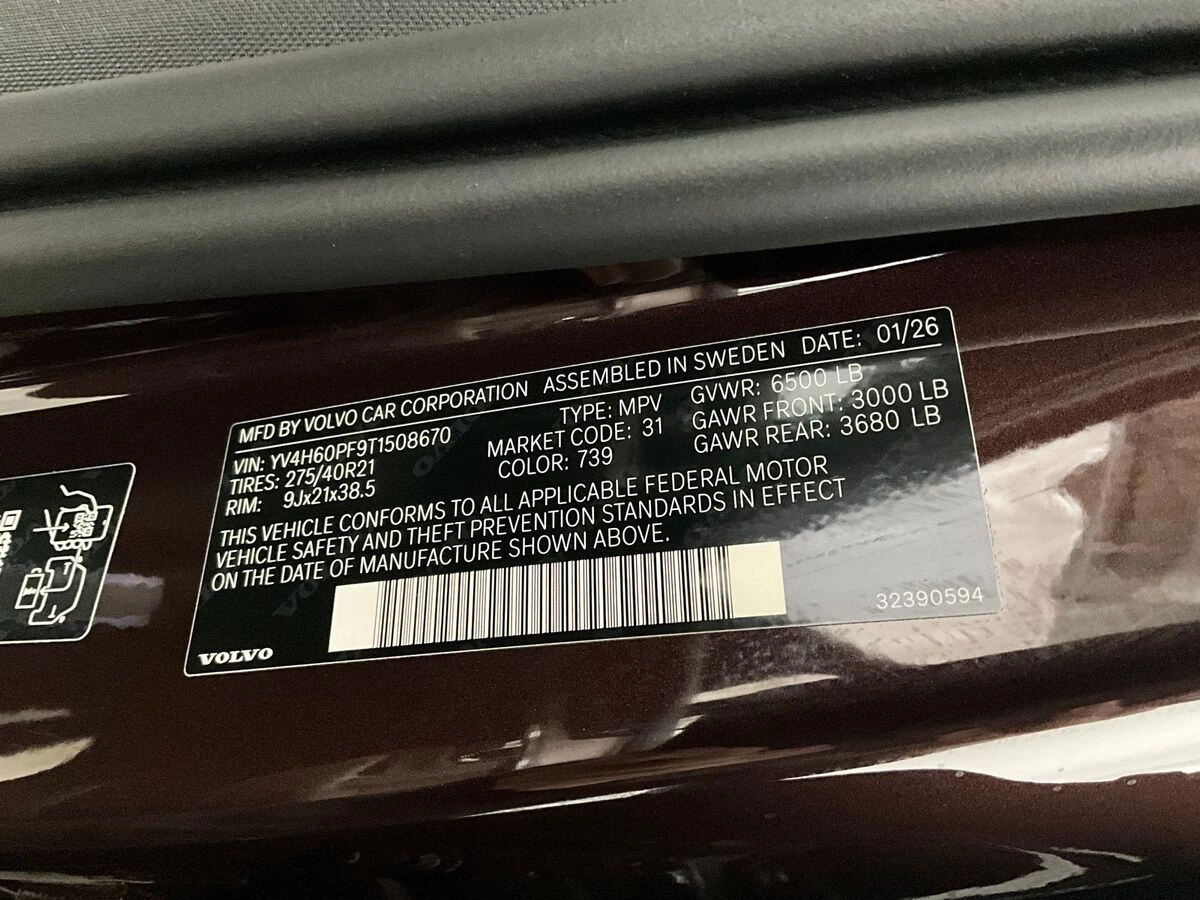 MFD BY VOLVO CAR CORPORATION ASSEMBLED IN SWEDEN DATE: 01/26
VIN: YV4H60PF9T1508670 TYPE: MPV GVWR: 6500 LB
TIRES: 275/40R21 MARKET CODE: 31 GAWR FRONT: 3000 LB
RIM: 9Jx21x38.5 COLOR: 739 GAWR REAR: 3680 LB
THIS VEHICLE CONFORMS TO ALL APPLICABLE FEDERAL MOTOR
VEHICLE SAFETY AND THEFT PREVENTION STANDARDS IN EFFECT
ON THE DATE OF MANUFACTURE SHOWN ABOVE.
32390594
VOLVO